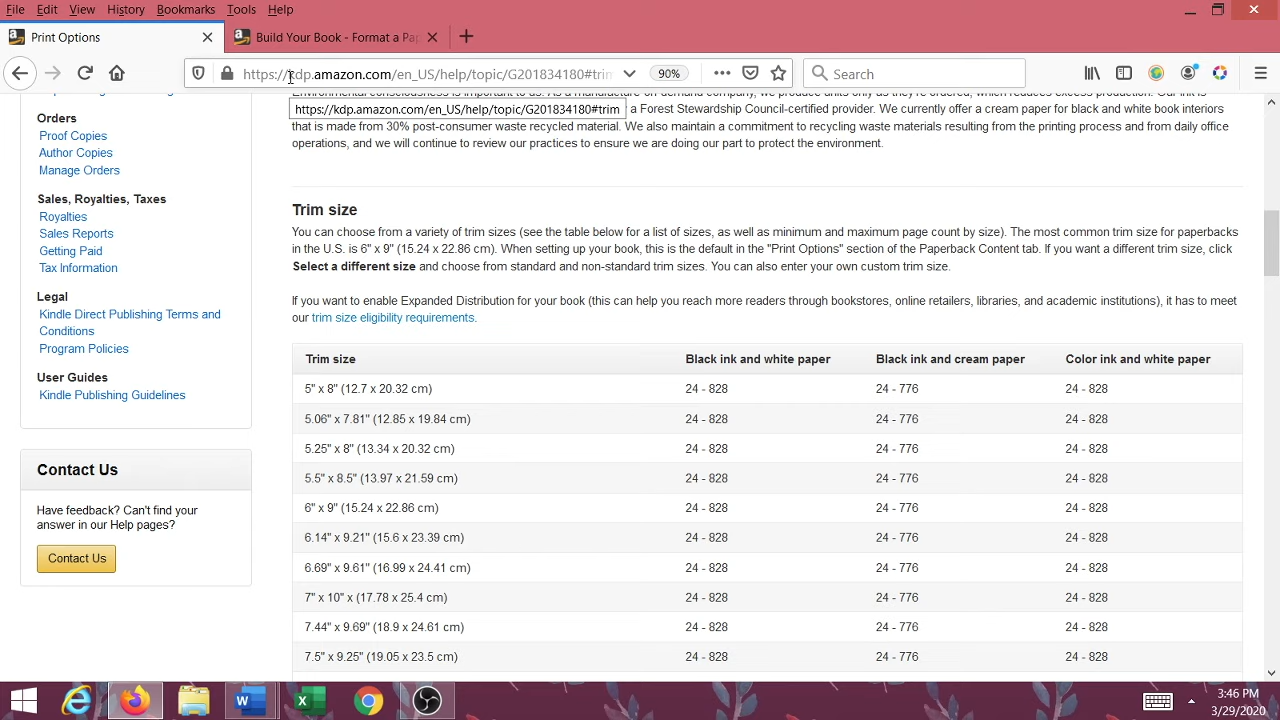 File Edit View History Bookmarks Tools Help
Print Options
Build Your Book - Format a Pa
https://kdp.amazon.com/en_US/help/topic/G201834180#trim
90%
Search
https://kdp.amazon.com/en_US/help/topic/G201834180#trim
a Forest Stewardship Council-certified provider. We currently offer a cream paper for black and white book interiors
that is made from 30% post-consumer waste recycled material. We also maintain a commitment to recycling waste materials resulting from the printing process and from daily office
operations, and we will continue to review our practices to ensure we are doing our part to protect the environment.
Orders
Proof Copies
Author Copies
Manage Orders
Sales, Royalties, Taxes
Royalties
Sales Reports
Getting Paid
Tax Information
Legal
Kindle Direct Publishing Terms and
Conditions
Program Policies
User Guides
Kindle Publishing Guidelines
Contact Us
Have feedback? Can't find your
answer in our Help pages?
Contact Us
Trim size
You can choose from a variety of trim sizes (see the table below for a list of sizes, as well as minimum and maximum page count by size). The most common trim size for paperbacks
in the U.S. is 6" x 9" (15.24 x 22.86 cm). When setting up your book, this is the default in the "Print Options" section of the Paperback Content tab. If you want a different trim size, click
Select a different size and choose from standard and non-standard trim sizes. You can also enter your own custom trim size.
If you want to enable Expanded Distribution for your book (this can help you reach more readers through bookstores, online retailers, libraries, and academic institutions), it has to meet
our trim size eligibility requirements.
Trim size Black ink and white paper Black ink and cream paper Color ink and white paper
5" x 8" (12.7 x 20.32 cm) 24 - 828 24 - 776 24 - 828
5.06" x 7.81" (12.85 x 19.84 cm) 24 - 828 24 - 776 24 - 828
5.25" x 8" (13.34 x 20.32 cm) 24 - 828 24 - 776 24 - 828
5.5" x 8.5" (13.97 x 21.59 cm) 24 - 828 24 - 776 24 - 828
6" x 9" (15.24 x 22.86 cm) 24 - 828 24 - 776 24 - 828
6.14" x 9.21" (15.6 x 23.39 cm) 24 - 828 24 - 776 24 - 828
6.69" x 9.61" (16.99 x 24.41 cm) 24 - 828 24 - 776 24 - 828
7" x 10" (17.78 x 25.4 cm) 24 - 828 24 - 776 24 - 828
7.44" x 9.69" (18.9 x 24.61 cm) 24 - 828 24 - 776 24 - 828
7.5" x 9.25" (19.05 x 23.5 cm) 24 - 828 24 - 776 24 - 828
3:46 PM
3/29/2020